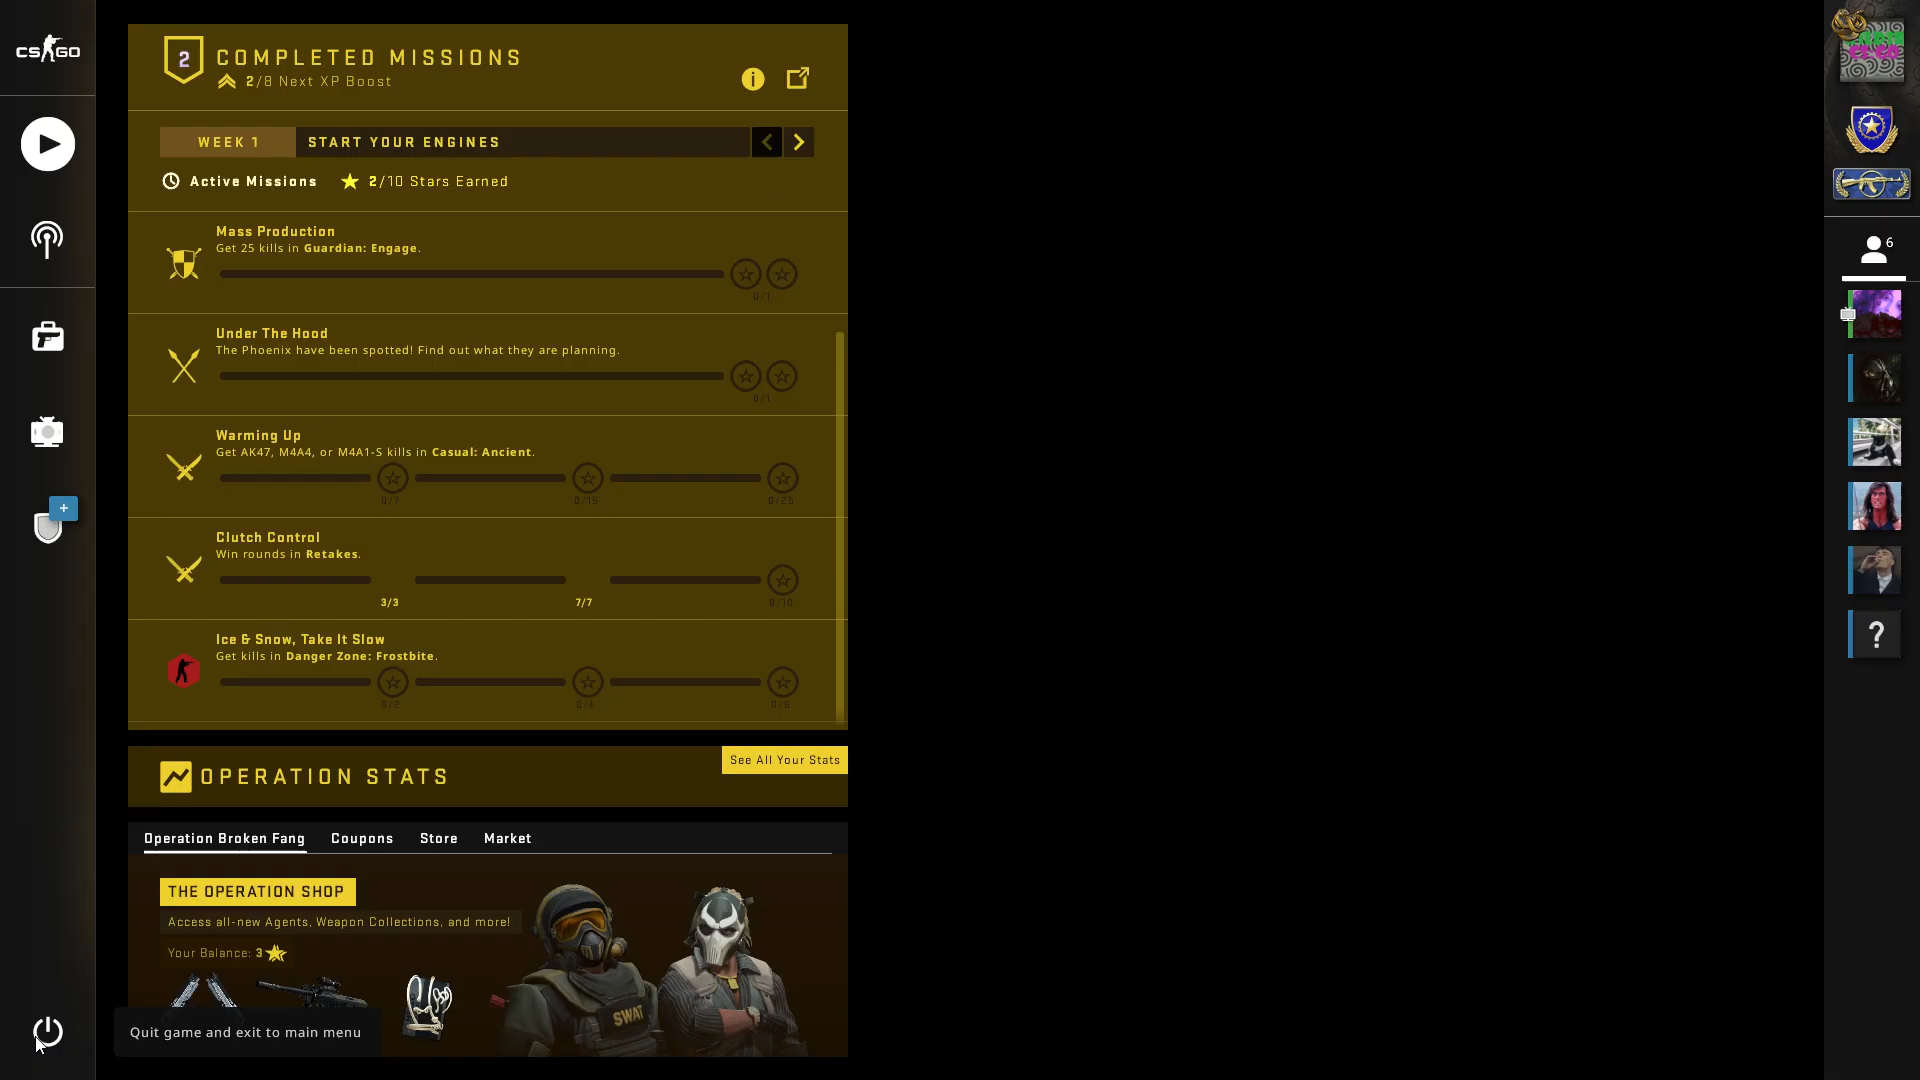 CS GO
2
COMPLETED MISSIONS
2/8 Next XP Boost
WEEK 1
START YOUR ENGINES
Active Missions
2/10 Stars Earned
Mass Production
Get 25 kills in Guardian: Engage.
0/1
Under The Hood
The Phoenix have been spotted! Find out what they are planning.
0/1
Warming Up
Get AK47, M4A4, or M4A1-S kills in Casual: Ancient.
0/7
0/15
0/25
Clutch Control
Win rounds in Retakes.
3/3
7/7
0/10
Ice & Snow, Take It Slow
Get kills in Danger Zone: Frostbite.
0/2
0/4
0/6
OPERATION STATS
See All Your Stats
Operation Broken Fang
Coupons
Store
Market
THE OPERATION SHOP
Access all-new Agents, Weapon Collections, and more!
Your Balance: 3
SWAT
Quit game and exit to main menu
6
?